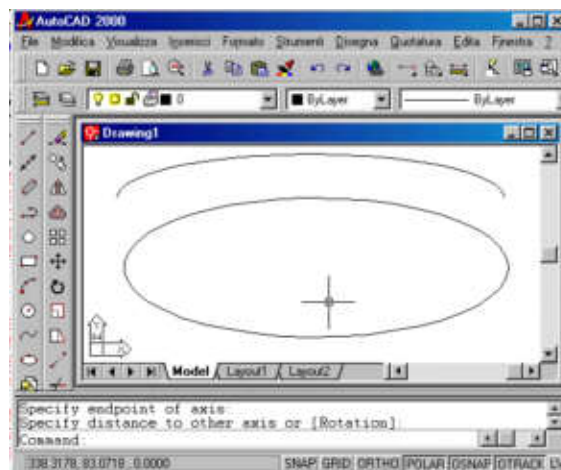 AutoCAD 2000
File Modifica Visualizza Inserisci Formato Strumenti Disegna Quotatura Edita Finestra ?
0 ByLayer ByLayer
Drawing1
Model Layout1 Layout2
Specify endpoint of axis:
Specify distance to other axis or [Rotation]:
Command:
338.3178, 83.0718 , 0.0000 SNAP GRID ORTHO POLAR OSNAP OTRACK